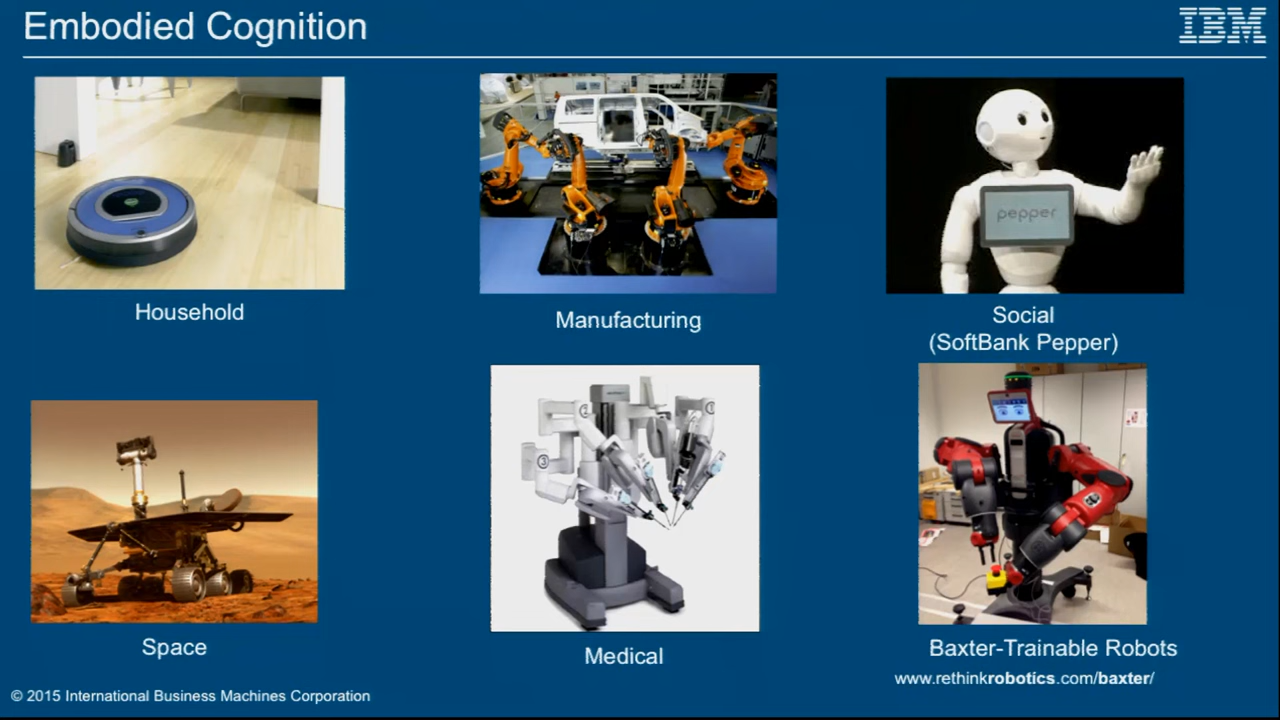 Embodied Cognition
IBM
pepper
Household
Manufacturing
Social
(SoftBank Pepper)
Space
Medical
Baxter-Trainable Robots
www.rethinkrobotics.com/baxter/
© 2015 International Business Machines Corporation